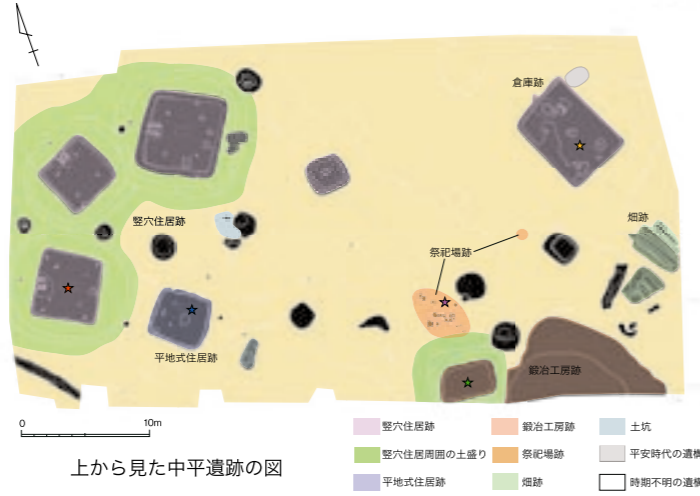 倉庫跡
竪穴住居跡
畑跡
祭祀場跡
平地式住居跡
鍛冶工房跡
0
10m
上から見た中平遺跡の図
竪穴住居跡
鍛冶工房跡
土坑
竪穴住居周囲の土盛り
祭祀場跡
平安時代の遺構
平地式住居跡
畑跡
時期不明の遺構